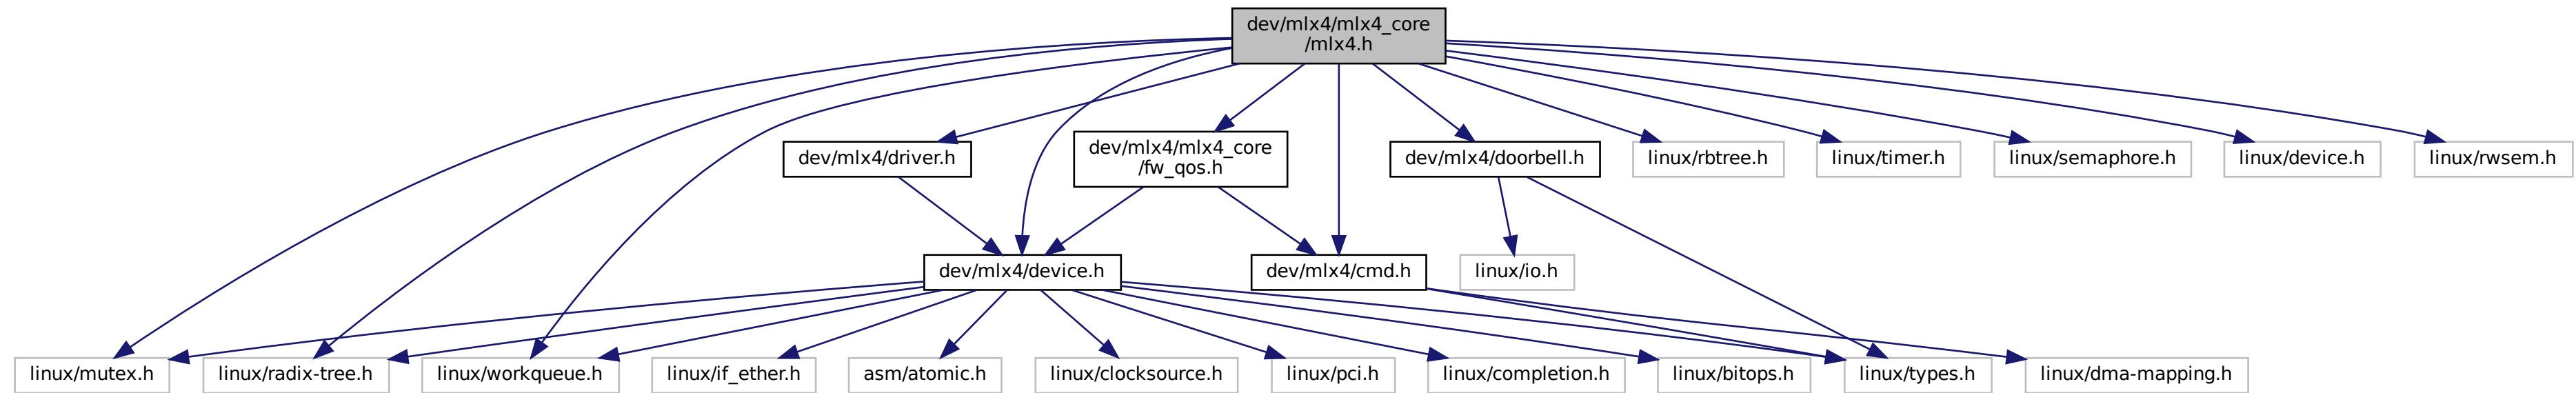 dev/mlx4/mlx4_core
/mlx4.h
dev/mlx4/driver.h
dev/mlx4/mlx4_core
/fw_qos.h
dev/mlx4/doorbell.h
linux/rbtree.h
linux/timer.h
linux/semaphore.h
linux/device.h
linux/rwsem.h
dev/mlx4/device.h
dev/mlx4/cmd.h
linux/io.h
linux/mutex.h
linux/radix-tree.h
linux/workqueue.h
linux/if_ether.h
asm/atomic.h
linux/clocksource.h
linux/pci.h
linux/completion.h
linux/bitops.h
linux/types.h
linux/dma-mapping.h